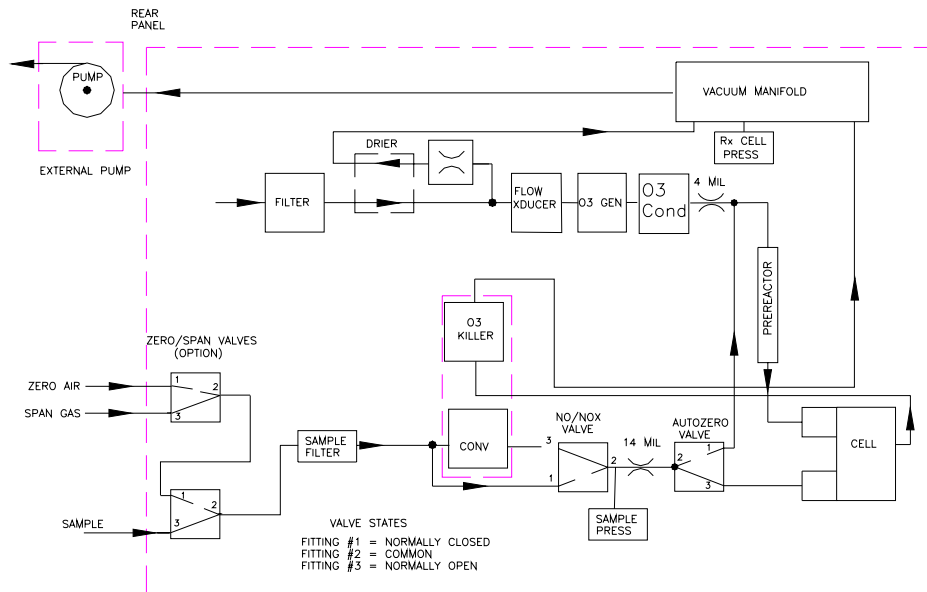 REAR
PANEL
PUMP
EXTERNAL PUMP
VACUUM MANIFOLD
Rx CELL
PRESS
DRIER
FILTER
FLOW
XDUCER
O3 GEN
O3
Cond
4 MIL
PREREACTOR
O3
KILLER
ZERO/SPAN VALVES
(OPTION)
ZERO AIR
SPAN GAS
1
2
3
SAMPLE
FILTER
CONV
NO/NOX
VALVE
3
2
1
14 MIL
AUTOZERO
VALVE
1
2
3
CELL
SAMPLE
1
2
3
SAMPLE
PRESS
VALVE STATES
FITTING #1 = NORMALLY CLOSED
FITTING #2 = COMMON
FITTING #3 = NORMALLY OPEN